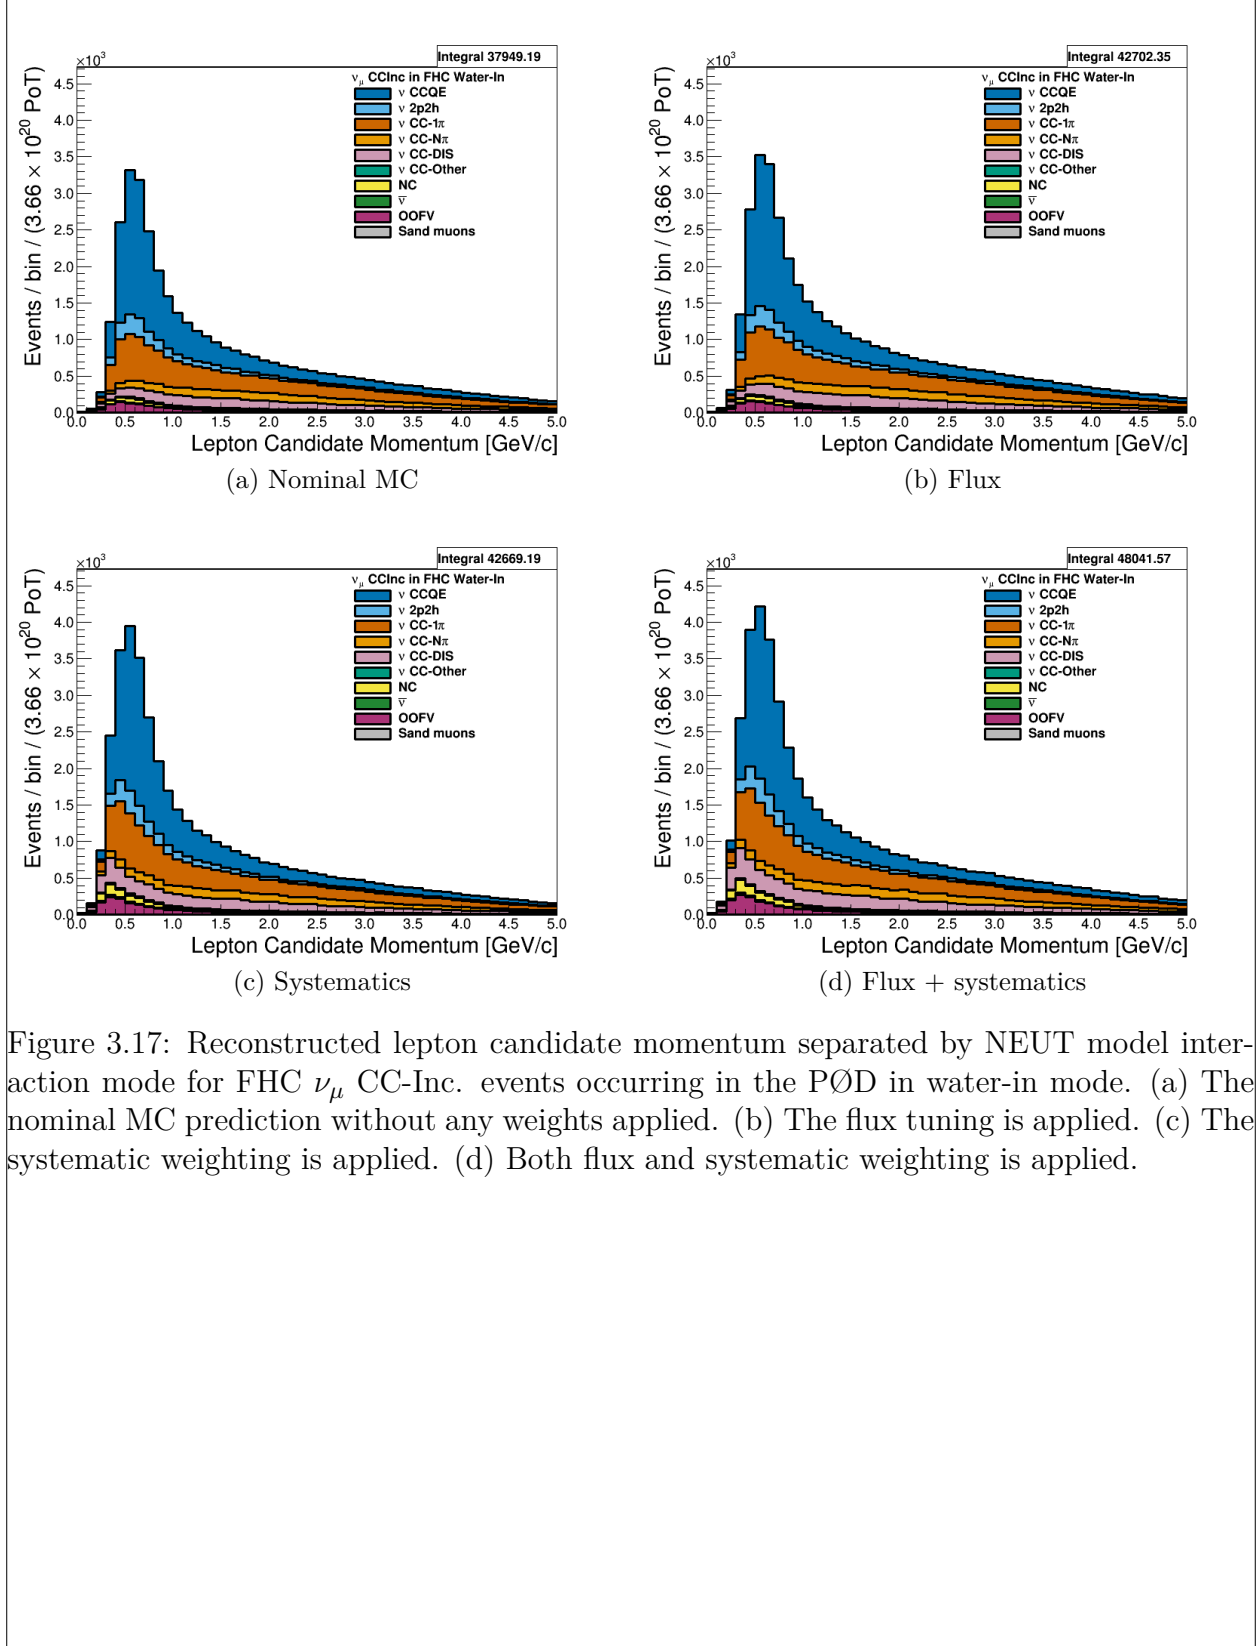 ×10³
Integral 37949.19
Events / bin / (3.66 × 10²⁰ PoT)
4.5
4.0
3.5
3.0
2.5
2.0
1.5
1.0
0.5
0.0
ν_μ CCInc in FHC Water-In
ν CCQE
ν 2p2h
ν CC-1π
ν CC-Nπ
ν CC-DIS
ν CC-Other
NC
ν̅
OOFV
Sand muons
0.0 0.5 1.0 1.5 2.0 2.5 3.0 3.5 4.0 4.5 5.0
Lepton Candidate Momentum [GeV/c]
(a) Nominal MC
×10³
Integral 42702.35
Events / bin / (3.66 × 10²⁰ PoT)
4.5
4.0
3.5
3.0
2.5
2.0
1.5
1.0
0.5
0.0
ν_μ CCInc in FHC Water-In
ν CCQE
ν 2p2h
ν CC-1π
ν CC-Nπ
ν CC-DIS
ν CC-Other
NC
ν̅
OOFV
Sand muons
0.0 0.5 1.0 1.5 2.0 2.5 3.0 3.5 4.0 4.5 5.0
Lepton Candidate Momentum [GeV/c]
(b) Flux
×10³
Integral 42669.19
Events / bin / (3.66 × 10²⁰ PoT)
4.5
4.0
3.5
3.0
2.5
2.0
1.5
1.0
0.5
0.0
ν_μ CCInc in FHC Water-In
ν CCQE
ν 2p2h
ν CC-1π
ν CC-Nπ
ν CC-DIS
ν CC-Other
NC
ν̅
OOFV
Sand muons
0.0 0.5 1.0 1.5 2.0 2.5 3.0 3.5 4.0 4.5 5.0
Lepton Candidate Momentum [GeV/c]
(c) Systematics
×10³
Integral 48041.57
Events / bin / (3.66 × 10²⁰ PoT)
4.5
4.0
3.5
3.0
2.5
2.0
1.5
1.0
0.5
0.0
ν_μ CCInc in FHC Water-In
ν CCQE
ν 2p2h
ν CC-1π
ν CC-Nπ
ν CC-DIS
ν CC-Other
NC
ν̅
OOFV
Sand muons
0.0 0.5 1.0 1.5 2.0 2.5 3.0 3.5 4.0 4.5 5.0
Lepton Candidate Momentum [GeV/c]
(d) Flux + systematics
Figure 3.17: Reconstructed lepton candidate momentum separated by NEUT model inter-
action mode for FHC ν_μ CC-Inc. events occurring in the PØD in water-in mode. (a) The
nominal MC prediction without any weights applied. (b) The flux tuning is applied. (c) The
systematic weighting is applied. (d) Both flux and systematic weighting is applied.